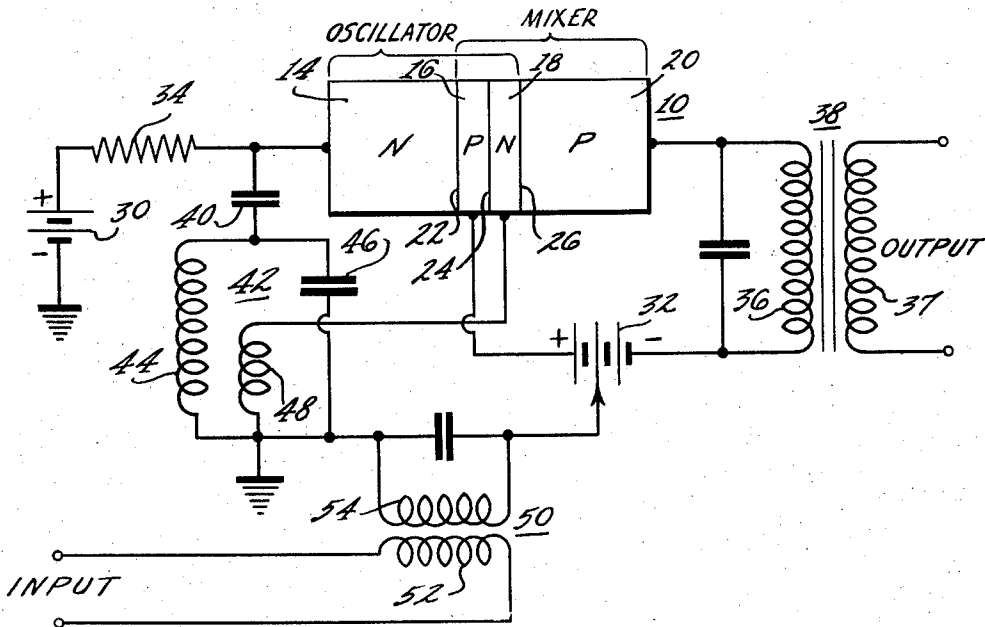 MIXER
OSCILLATOR
14 16 18 20
10
34
38
N P N P
+ 30 -
40
46
22 24 26
OUTPUT
42
32
+ -
36 37
44
48
54
50
INPUT
52